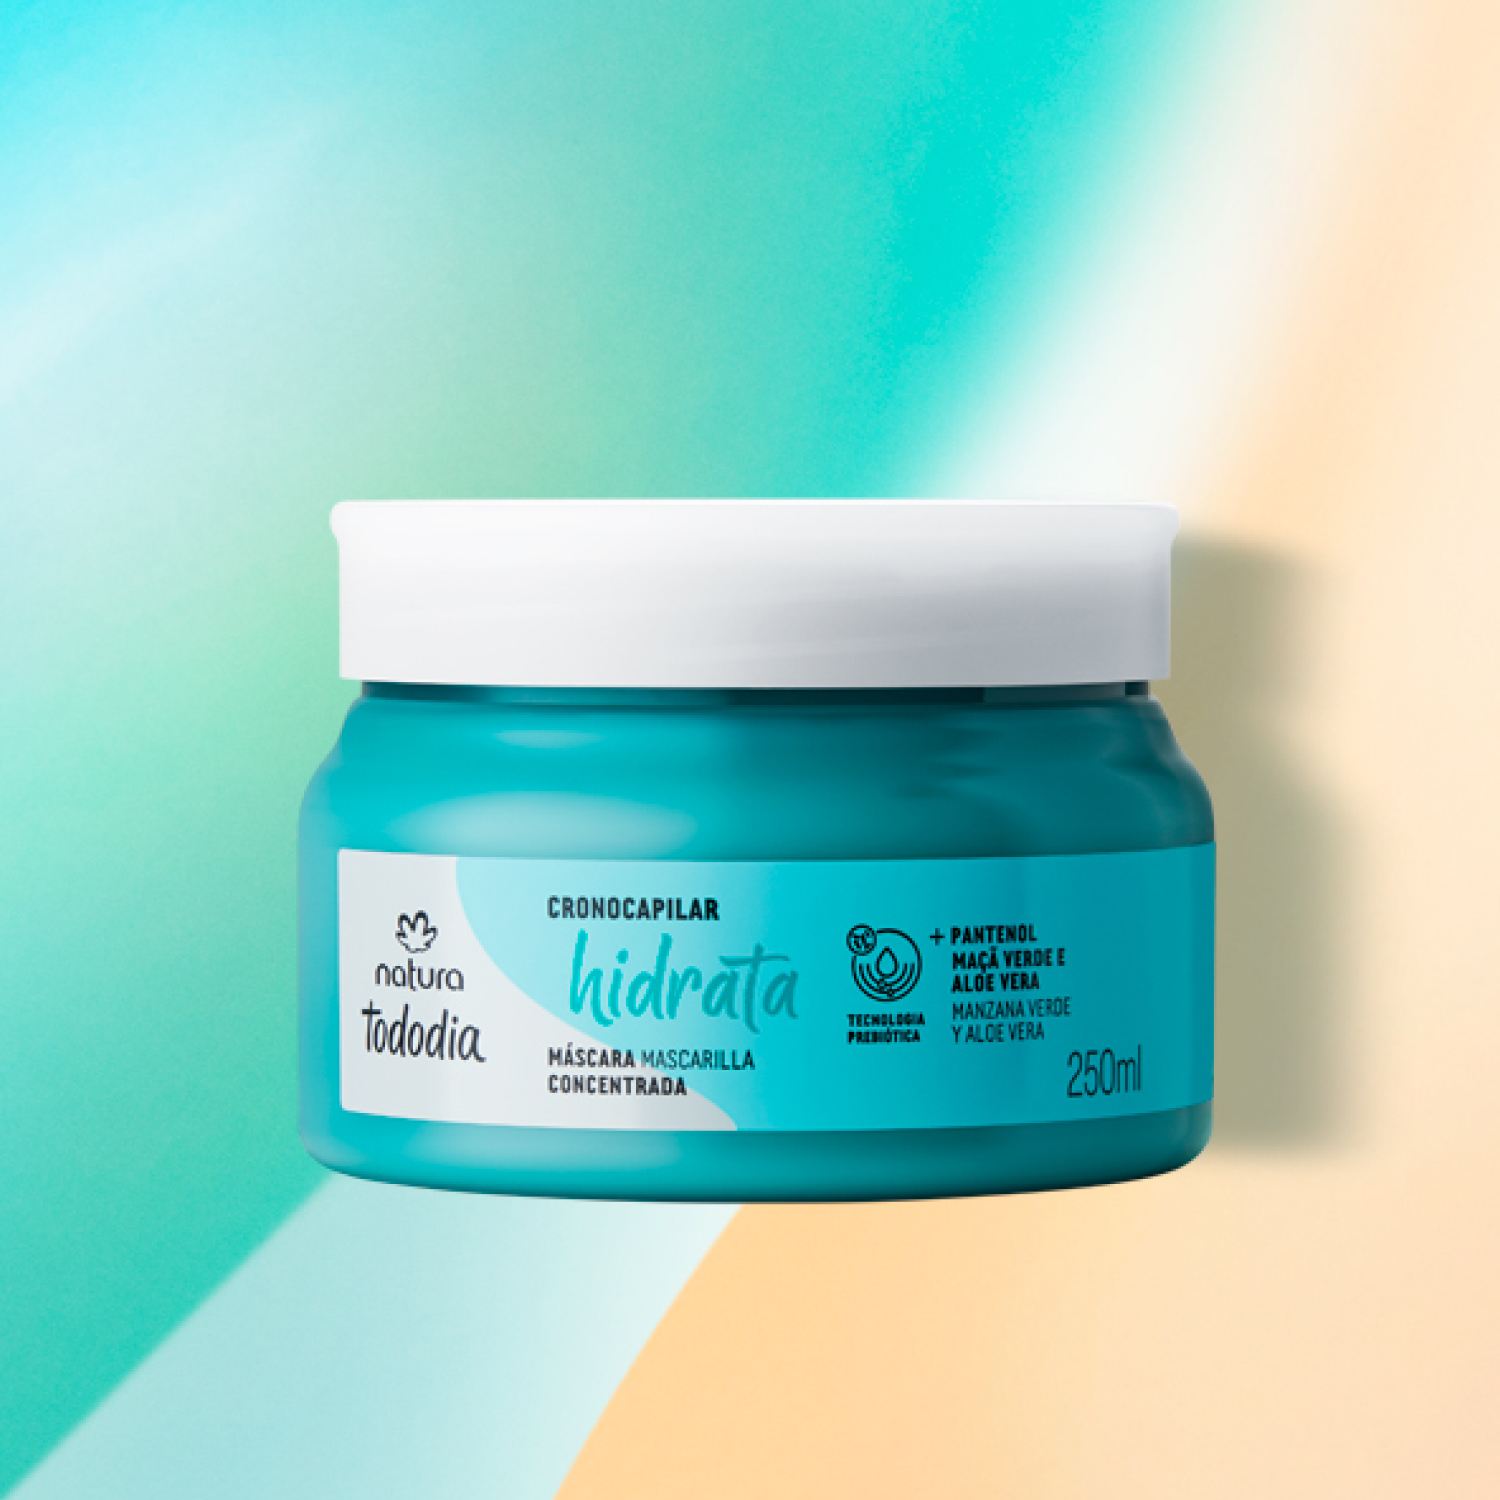 natura
tododia
CRONOCAPILAR
hidrata
MÁSCARA MASCARILLA
CONCENTRADA
TECNOLOGIA
PREBIÓTICA
+ PANTENOL
MAÇÃ VERDE E
ALOE VERA
MANZANA VERDE
Y ALOE VERA
250ml